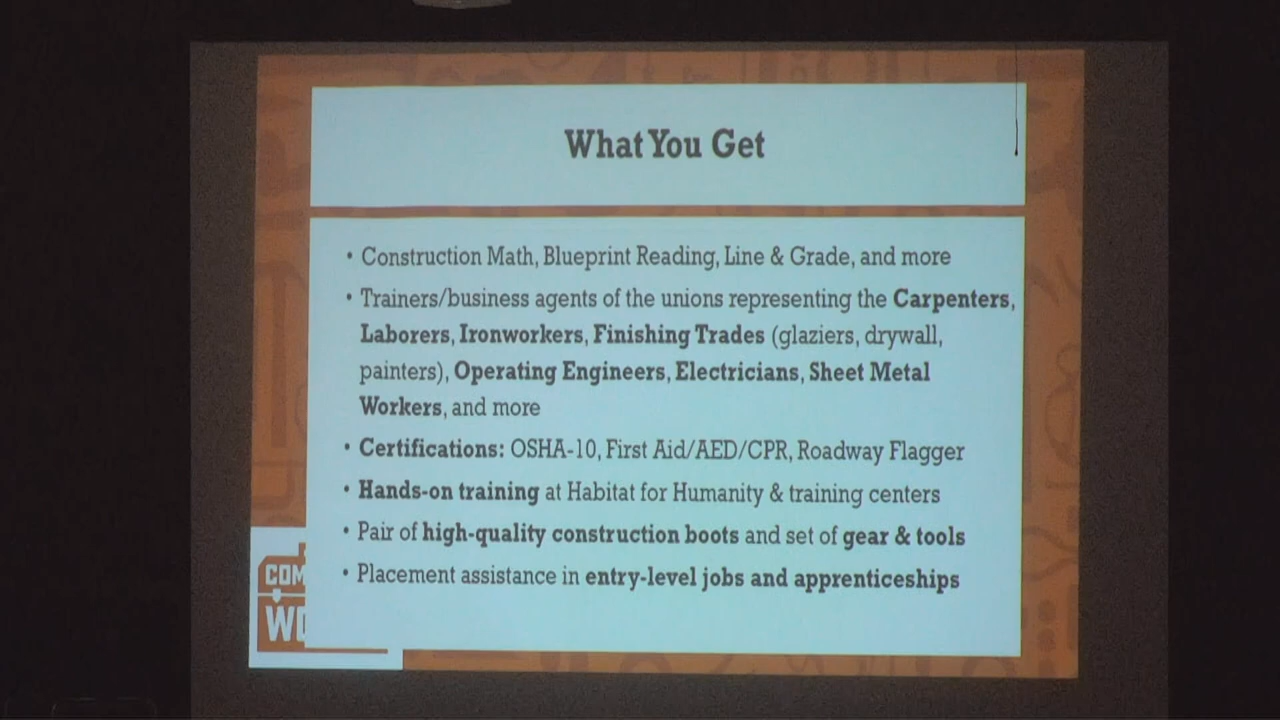 What You Get
• Construction Math, Blueprint Reading, Line & Grade, and more
• Trainers/business agents of the unions representing the Carpenters,
Laborers, Ironworkers, Finishing Trades (glaziers, drywall,
painters), Operating Engineers, Electricians, Sheet Metal
Workers, and more
• Certifications: OSHA-10, First Aid/AED/CPR, Roadway Flagger
• Hands-on training at Habitat for Humanity & training centers
• Pair of high-quality construction boots and set of gear & tools
• Placement assistance in entry-level jobs and apprenticeships
COM